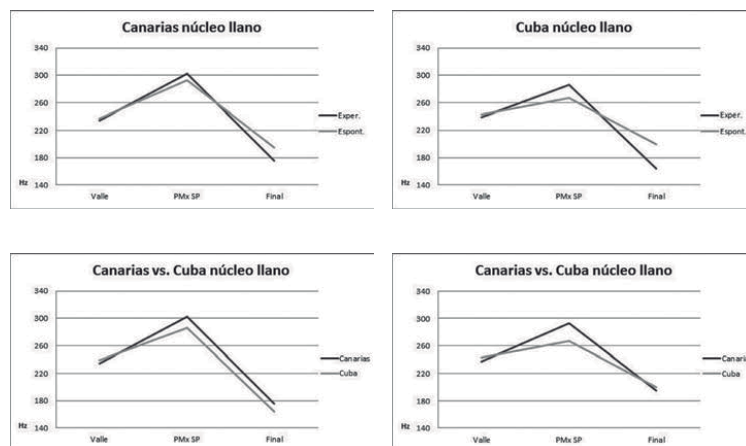 Canarias núcleo llano
340
300
260
220
180
Hz 140
Valle PMx SP Final
Exper.
Espont.
Cuba núcleo llano
340
300
260
220
180
Hz 140
Valle PMx SP Final
Exper.
Espont.
Canarias vs. Cuba núcleo llano
340
300
260
220
180
Hz 140
Valle PMx SP Final
Canarias
Cuba
Canarias vs. Cuba núcleo llano
340
300
260
220
180
Hz 140
Valle PMx SP Final
Canaria
Cuba